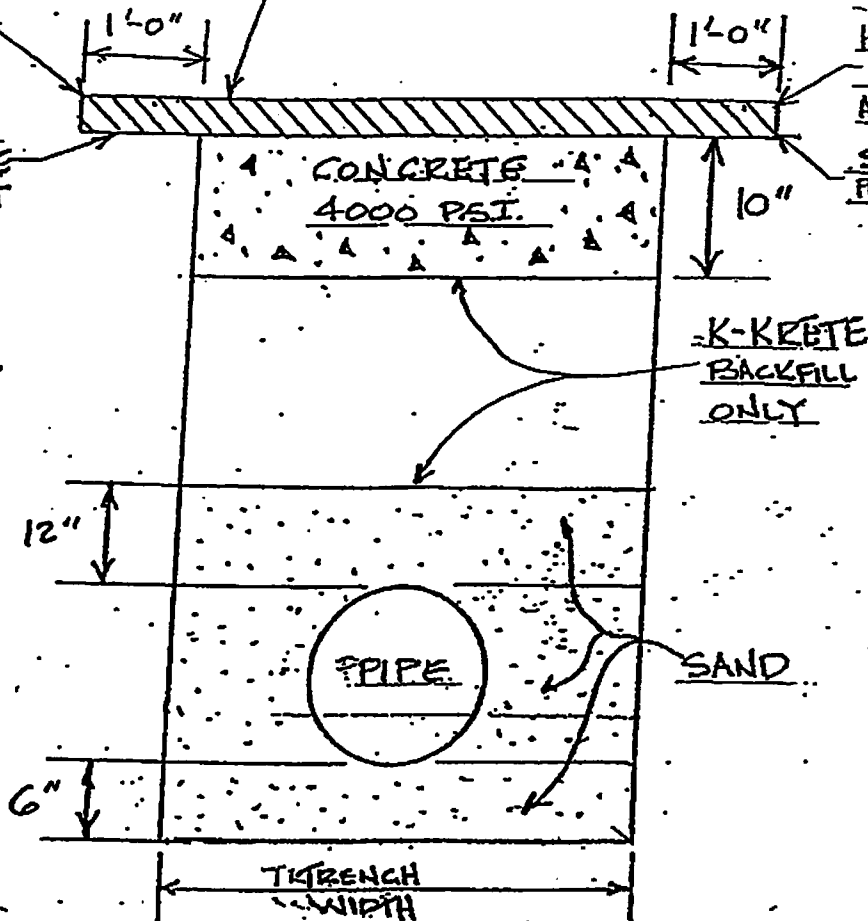 1'-0"
1'-0"
CONCRETE
4000 PSI.
10"
K-KRETE
BACKFILL
ONLY
12"
PIPE
SAND
6"
TRENCH
WIDTH